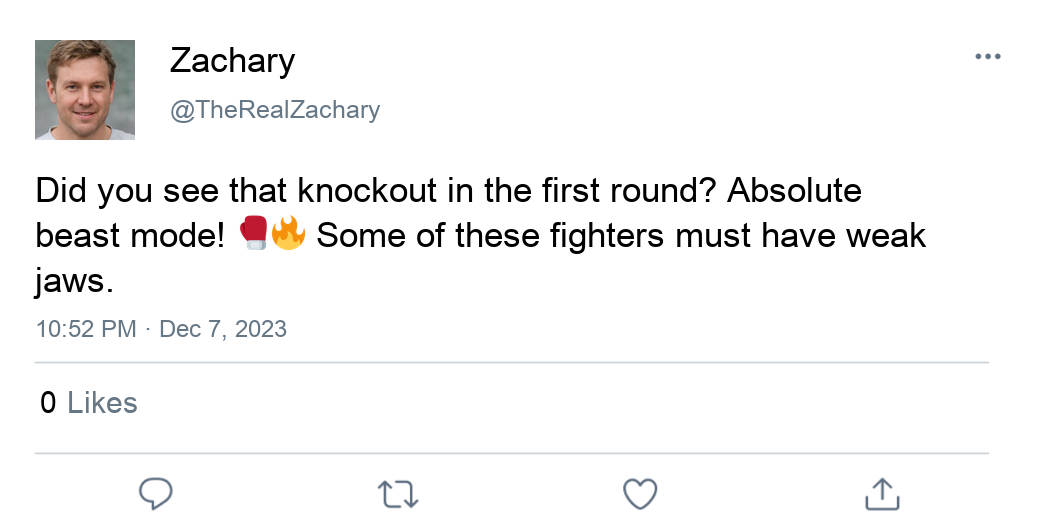 Zachary
@TheRealZachary
Did you see that knockout in the first round? Absolute
beast mode! 🥊🔥 Some of these fighters must have weak
jaws.
10:52 PM · Dec 7, 2023
0 Likes